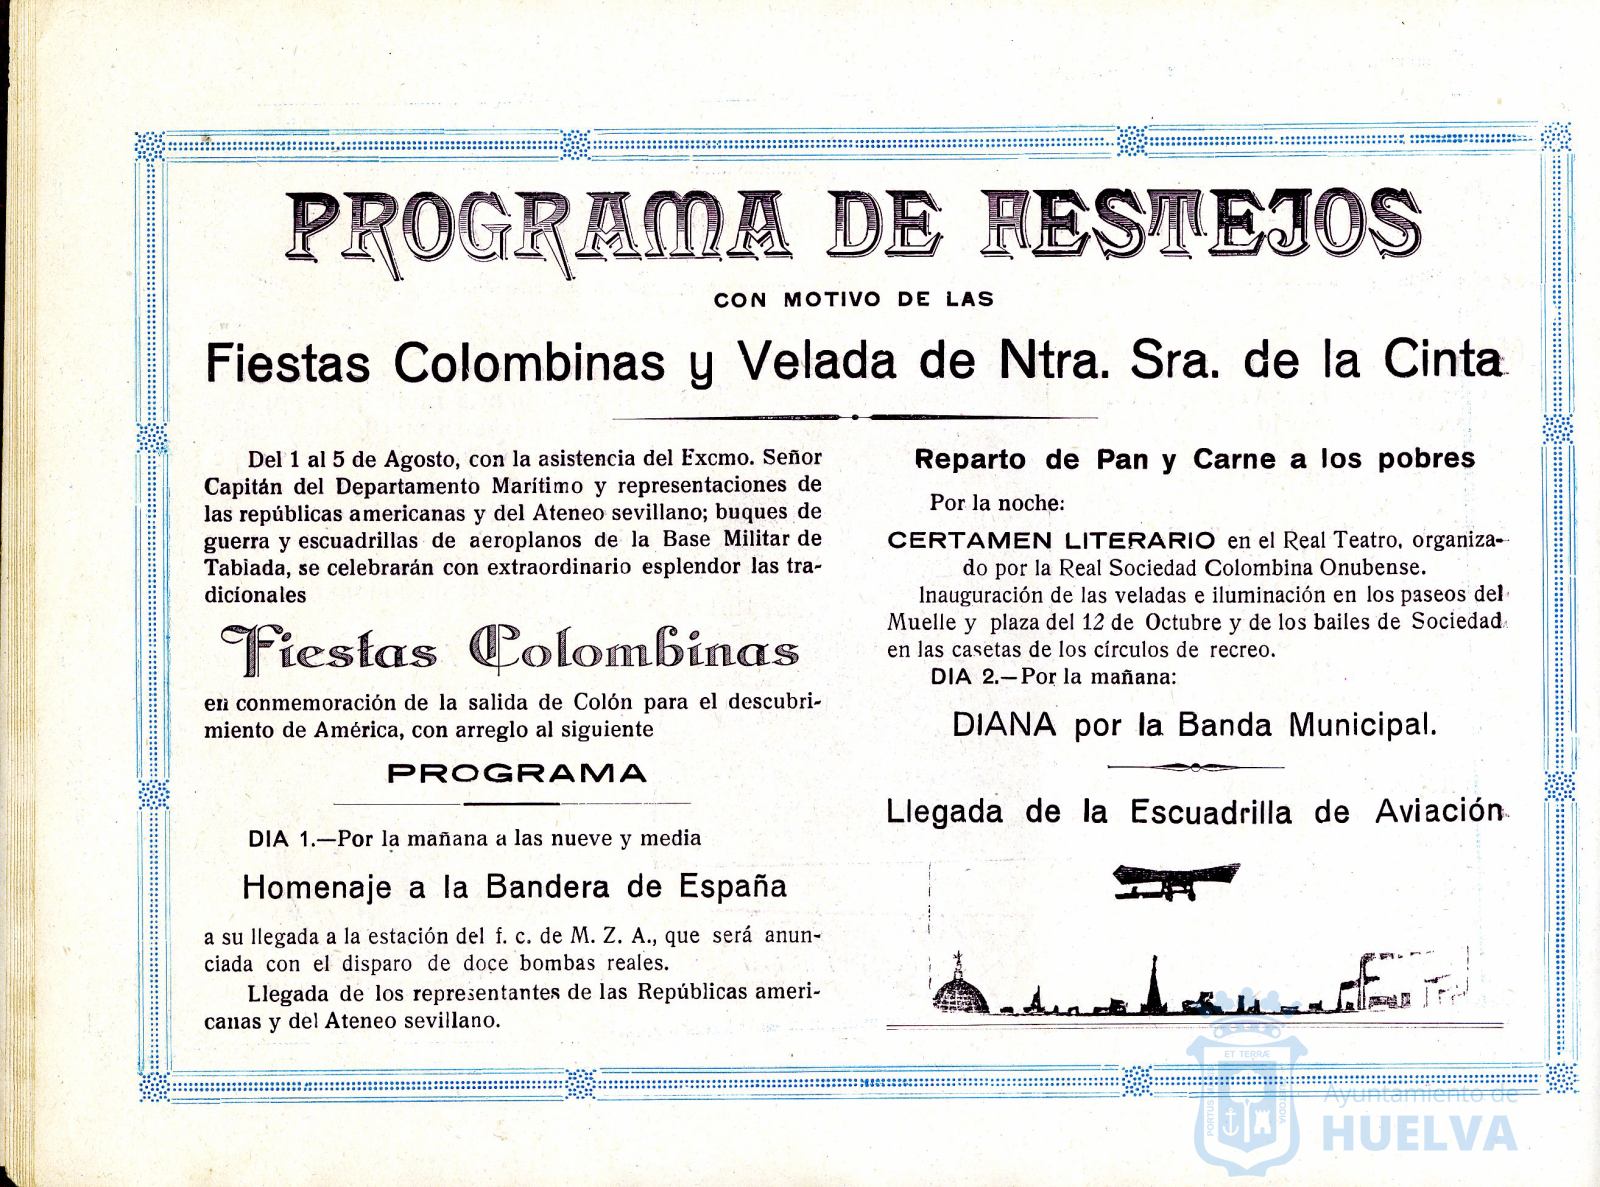 PROGRAMA DE FESTEJOS
CON MOTIVO DE LAS
Fiestas Colombinas y Velada de Ntra. Sra. de la Cinta
Del 1 al 5 de Agosto, con la asistencia del Excmo. Señor
Capitán del Departamento Marítimo y representaciones de
las repúblicas americanas y del Ateneo sevillano; buques de
guerra y escuadrillas de aeroplanos de la Base Militar de
Tablada, se celebrarán con extraordinario esplendor las tra-
dicionales
Fiestas Colombinas
en conmemoración de la salida de Colón para el descubri-
miento de América, con arreglo al siguiente
PROGRAMA
DIA 1.—Por la mañana a las nueve y media
Homenaje a la Bandera de España
a su llegada a la estación del f. c. de M. Z. A., que será anun-
ciada con el disparo de doce bombas reales.
Llegada de los representantes de las Repúblicas ameri-
canas y del Ateneo sevillano.
Reparto de Pan y Carne a los pobres
Por la noche:
CERTAMEN LITERARIO en el Real Teatro, organiza-
do por la Real Sociedad Colombina Onubense.
Inauguración de las veladas e iluminación en los paseos del
Muelle y plaza del 12 de Octubre y de los bailes de Sociedad
en las casetas de los círculos de recreo.
DIA 2.—Por la mañana:
DIANA por la Banda Municipal.
Llegada de la Escuadrilla de Aviación
ET TERRÆ
PORTUS
CUSTODIA
Ayuntamiento de
HUELVA